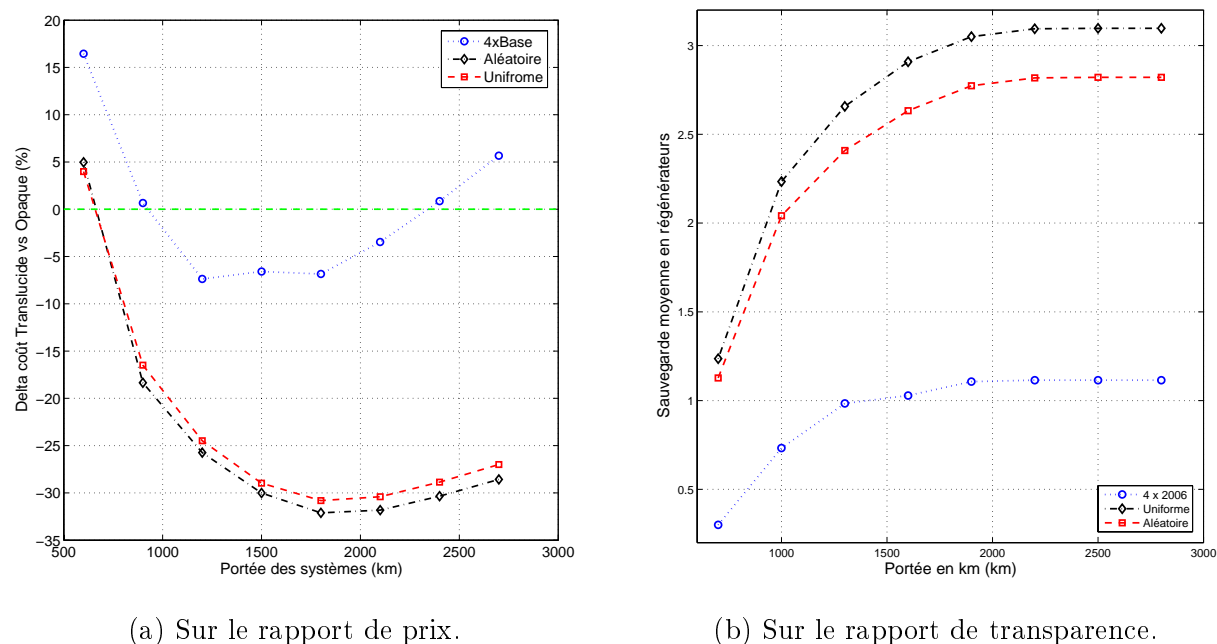 20
15
10
5
0
−5
−10
−15
−20
−25
−30
−35
500
1000
1500
2000
2500
3000
Portée des systèmes (km)
Delta coût Translucide vs Opaque (%)
4xBase
Aléatoire
Unifrome
(a) Sur le rapport de prix.
3
2.5
2
1.5
1
0.5
1000
1500
2000
2500
3000
Portée en km (km)
Sauvegarde moyenne en régénérateurs
4 x 2006
Uniforme
Aléatoire
(b) Sur le rapport de transparence.